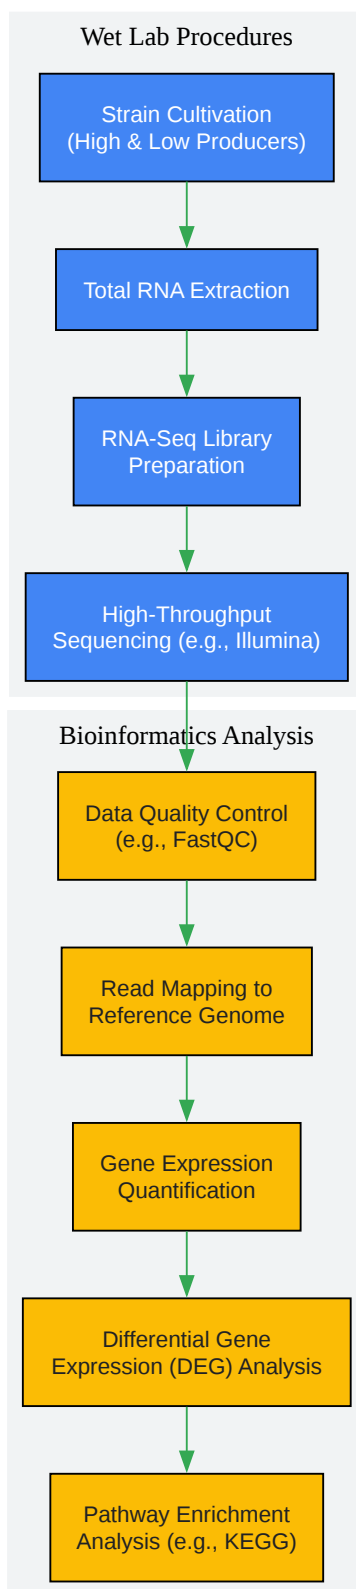 Wet Lab Procedures
Strain Cultivation
(High & Low Producers)
Total RNA Extraction
RNA-Seq Library
Preparation
High-Throughput
Sequencing (e.g., Illumina)
Bioinformatics Analysis
Data Quality Control
(e.g., FastQC)
Read Mapping to
Reference Genome
Gene Expression
Quantification
Differential Gene
Expression (DEG) Analysis
Pathway Enrichment
Analysis (e.g., KEGG)